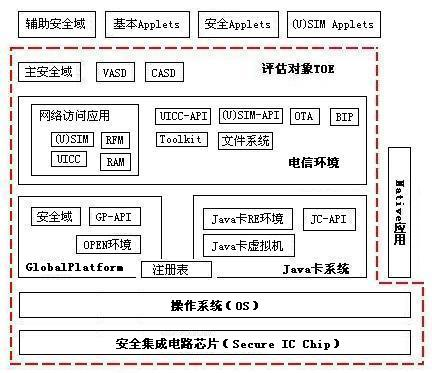 辅助安全域 基本Applets 安全Applets (U)SIM Applets
主安全域 VASD CASD 评估对象TOE
网络访问应用 UICC-API (U)SIM-API OTA BIP
(U)SIM RFM Toolkit 文件系统
UICC RAM 电信环境
Native应用
安全域 GP-API Java卡RE环境 JC-API
OPEN环境 Java卡虚拟机
GlobalPlatform 注册表 Java卡系统
操作系统(OS)
安全集成电路芯片(Secure IC Chip)